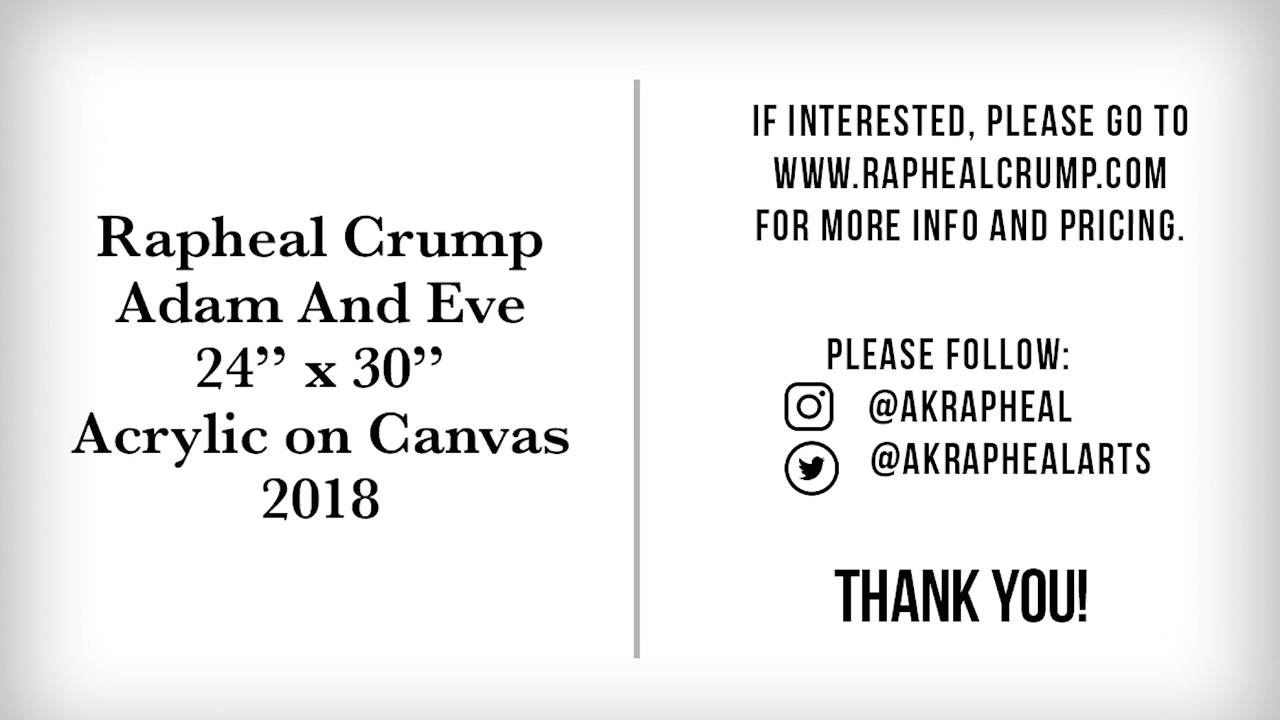 Rapheal Crump
Adam And Eve
24’’ x 30’’
Acrylic on Canvas
2018
IF INTERESTED, PLEASE GO TO
WWW.RAPHEALCRUMP.COM
FOR MORE INFO AND PRICING.
PLEASE FOLLOW:
@AKRAPHEAL
@AKRAPHEALARTS
THANK YOU!